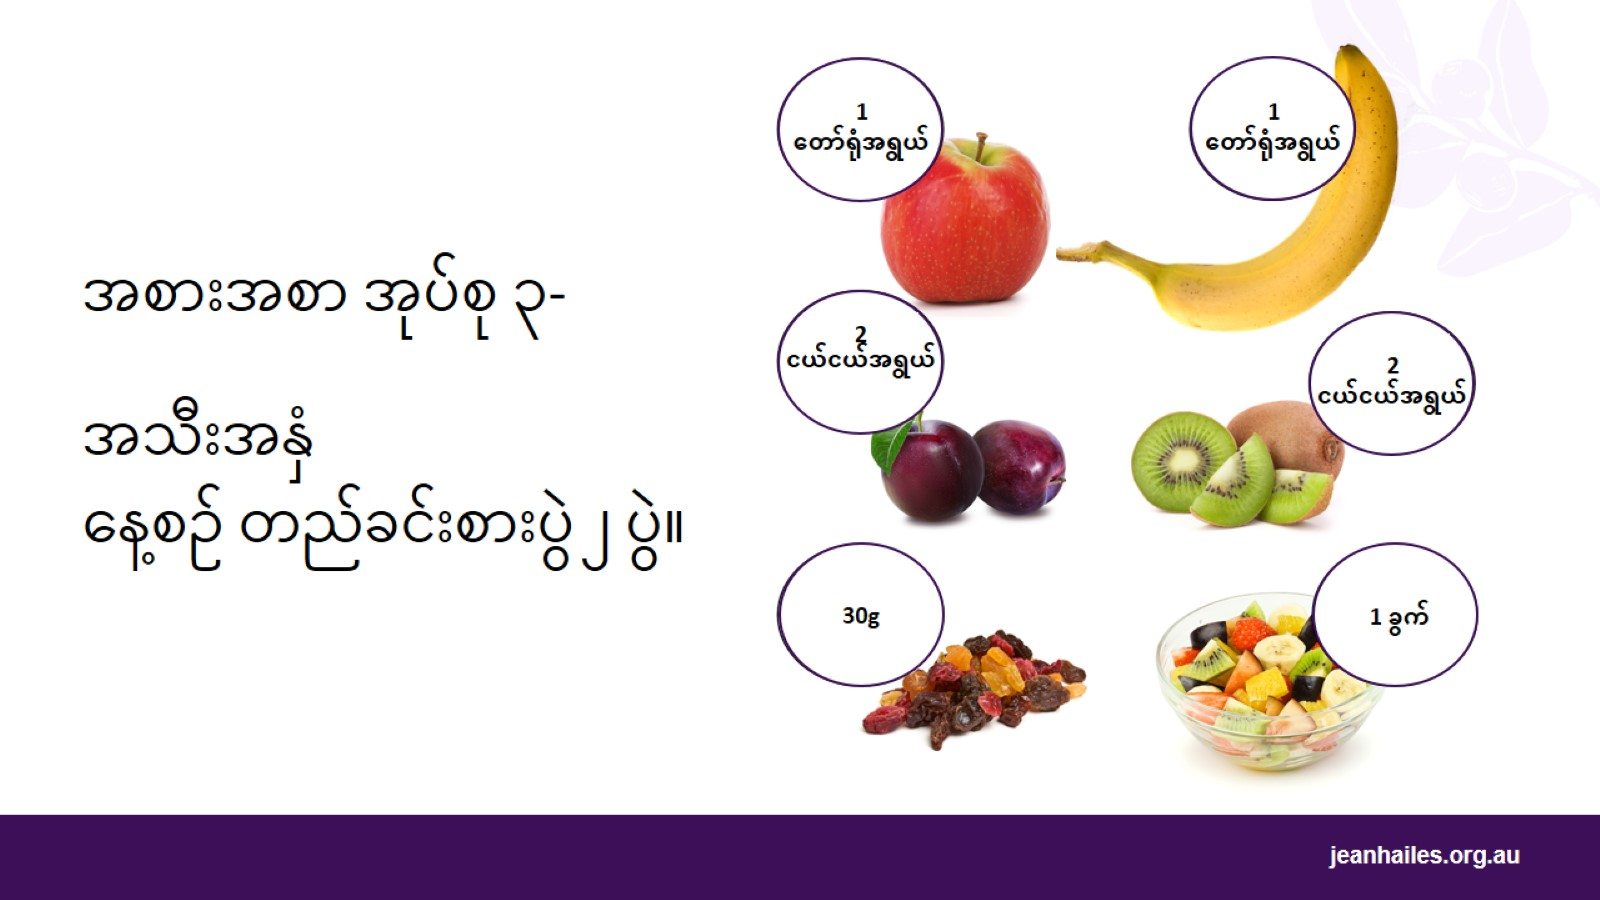 အစားအစာ အုပ်စု ၃-
အသီးအနှံ
နေ့စဉ် တည်ခင်းစားပွဲ၂ ပွဲ။
1
တော်ရုံအရွယ်
1
တော်ရုံအရွယ်
2
ငယ်ငယ်အရွယ်
2
ငယ်ငယ်အရွယ်
30g
1 ခွက်
jeanhailes.org.au